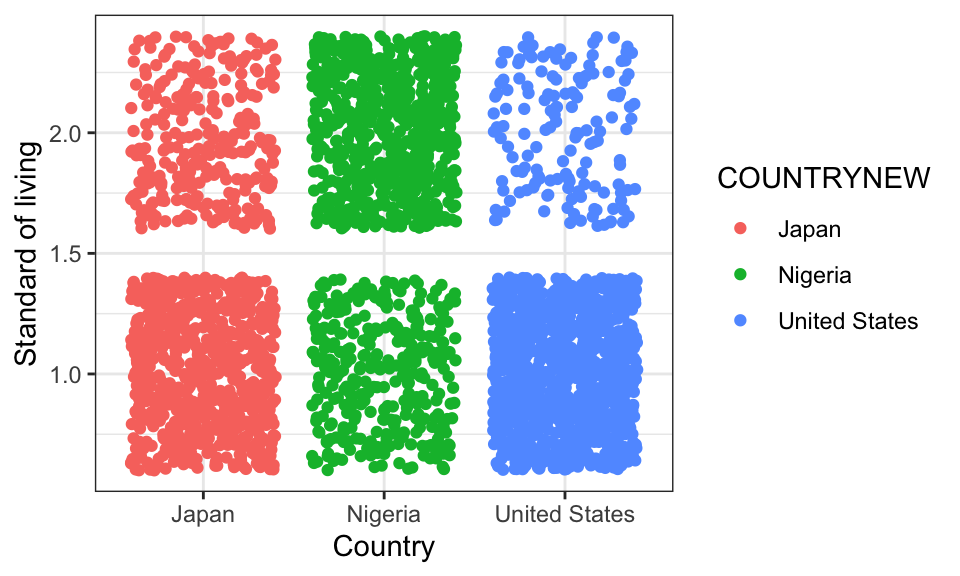 Standard of living
2.0
1.5
1.0
Japan
Nigeria
United States
Country
COUNTRYNEW
Japan
Nigeria
United States